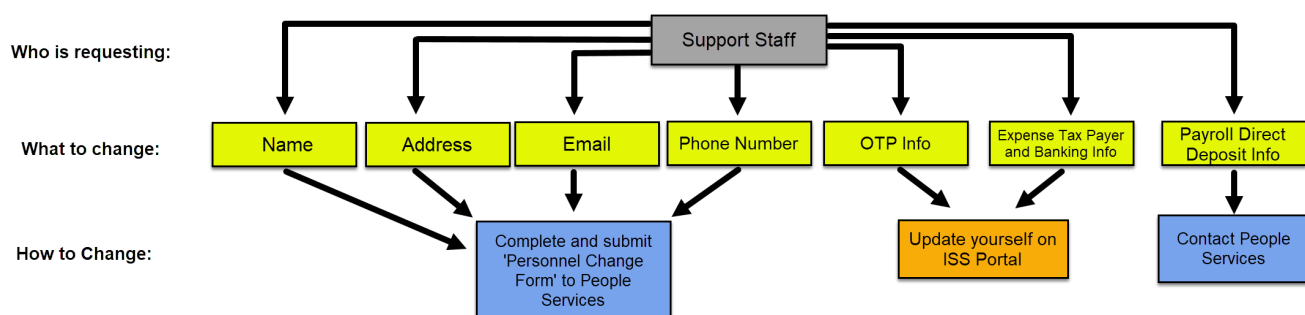 Who is requesting:
Support Staff
What to change:
Name
Address
Email
Phone Number
OTP Info
Expense Tax Payer
and Banking Info
Payroll Direct
Deposit Info
How to Change:
Complete and submit
'Personnel Change
Form' to People
Services
Update yourself on
ISS Portal
Contact People
Services